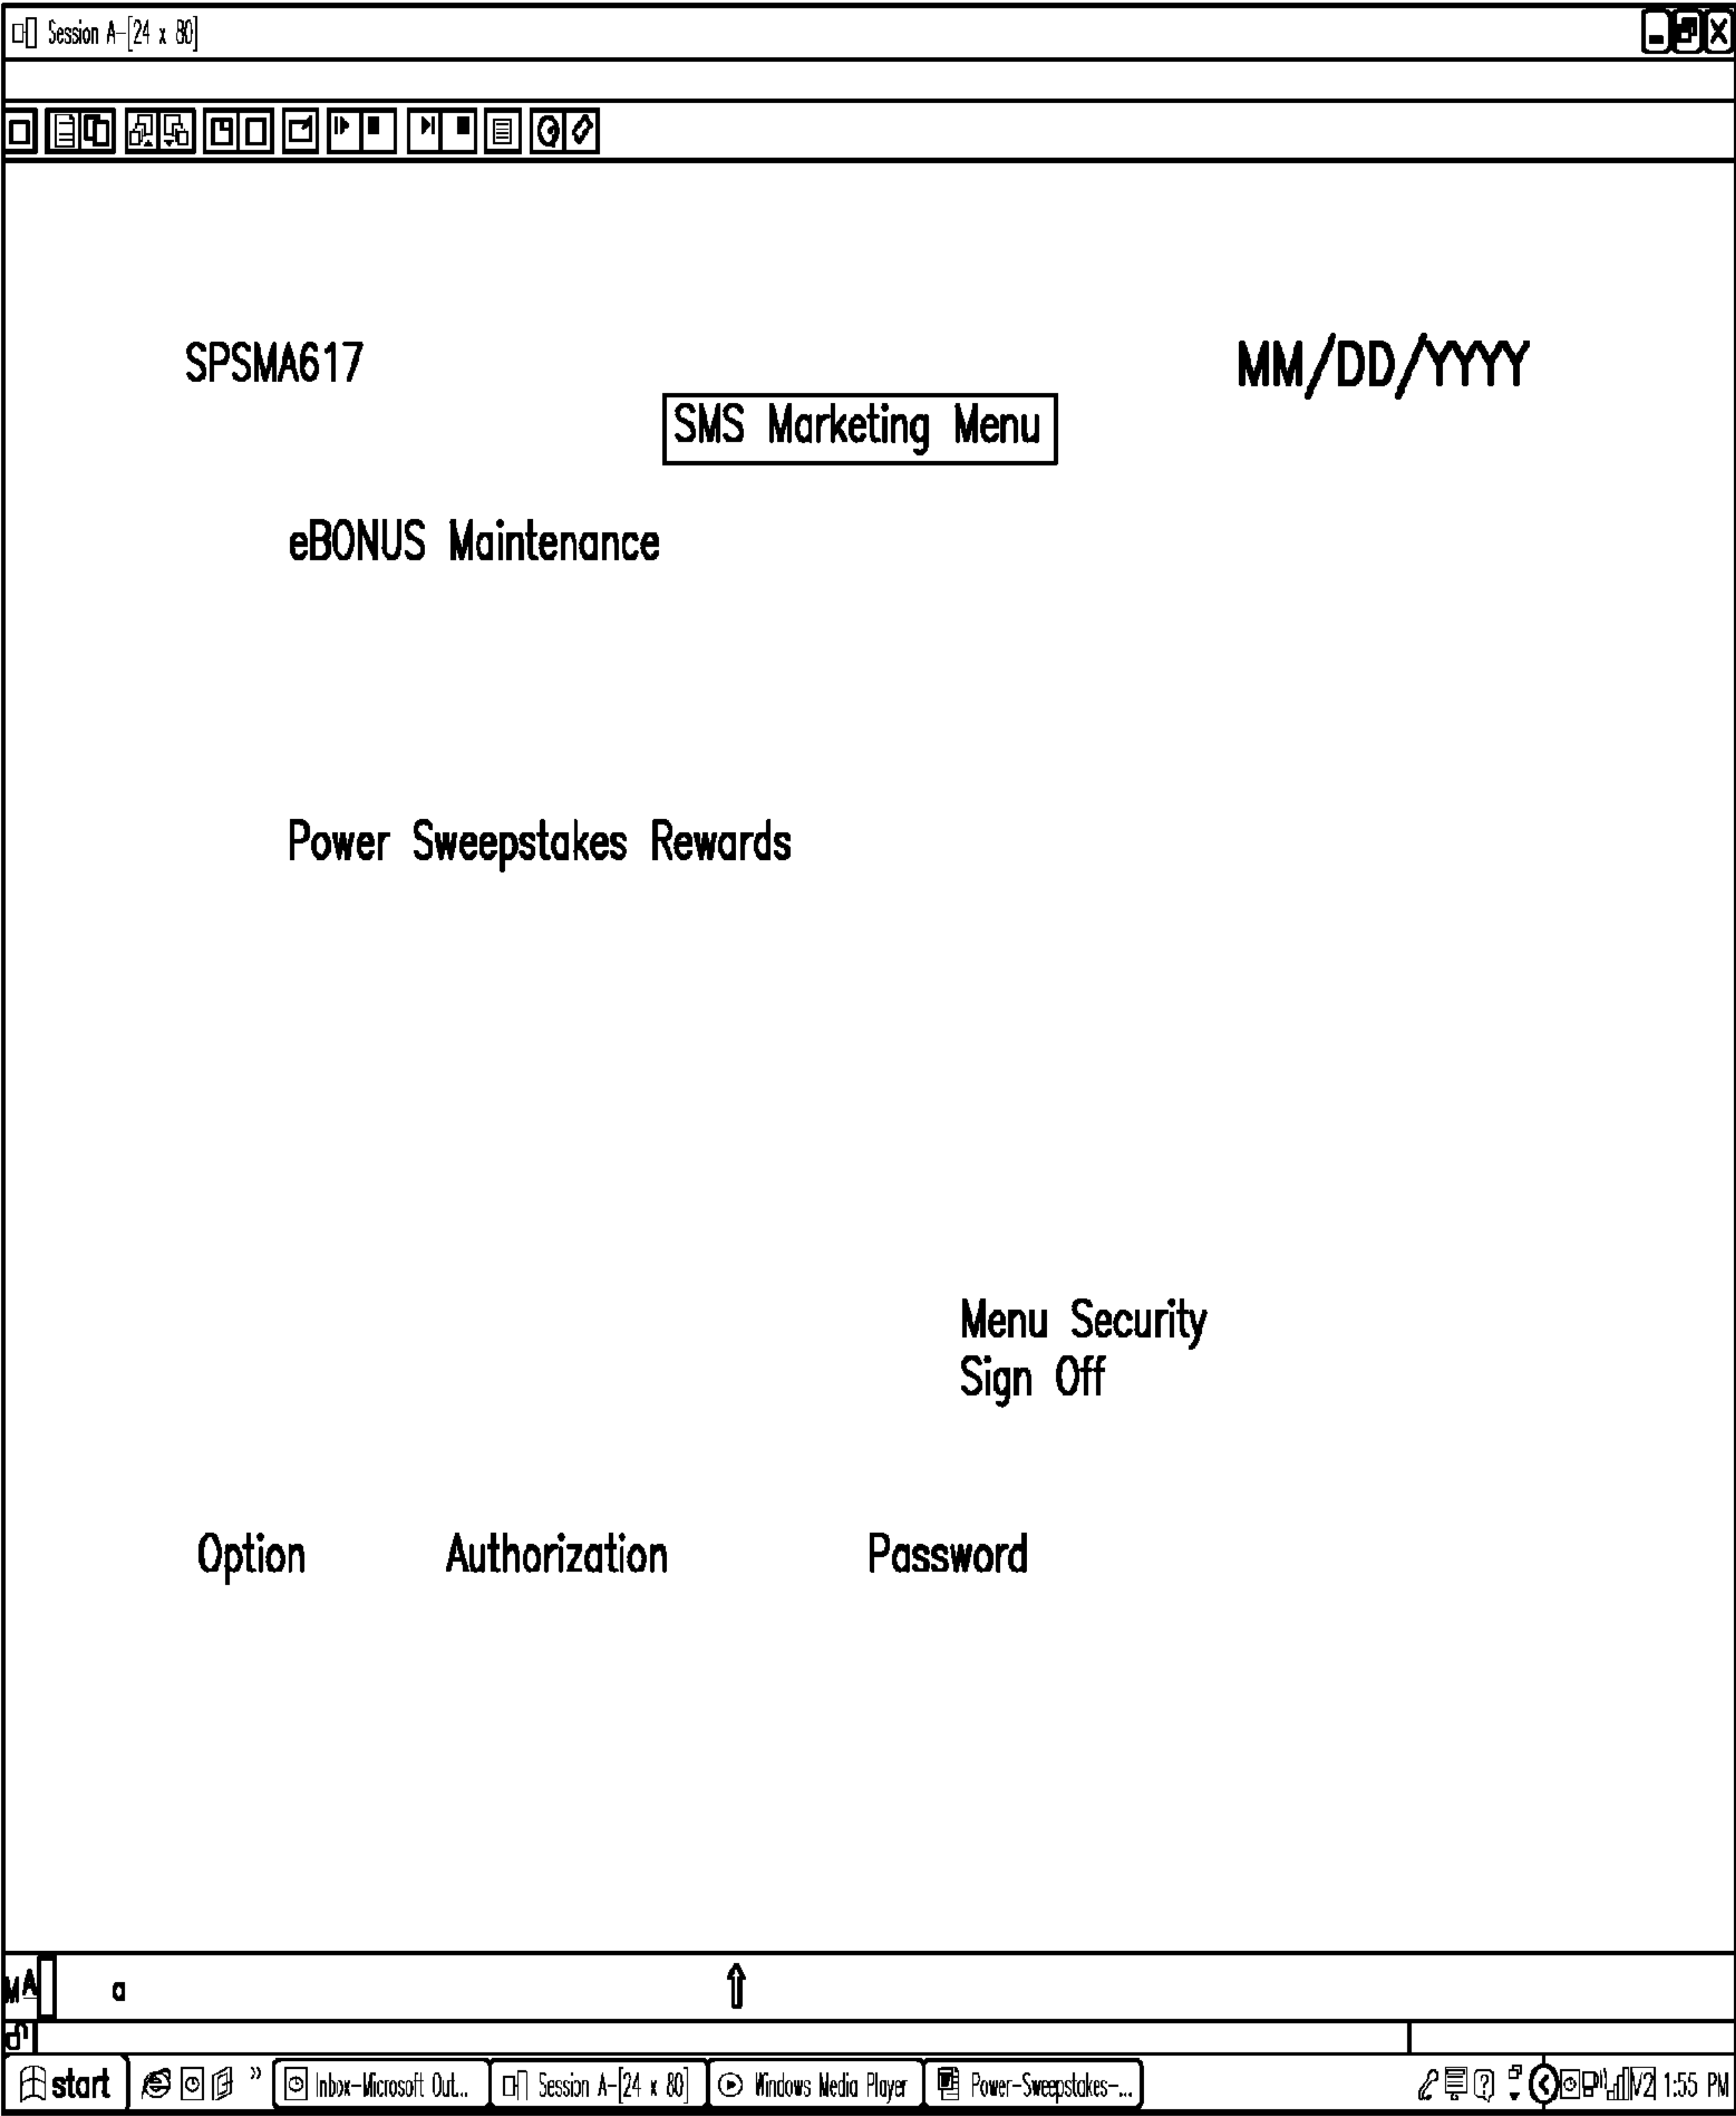 Session A-[24 x 80]
SPSMA617 MM/DD/YYYY
SMS Marketing Menu
eBONUS Maintenance
Power Sweepstakes Rewards
Menu Security
Sign Off
Option Authorization Password
MA a
start » Inbox-Microsoft Out... Session A-[24 x 80] Windows Media Player Power-Sweepstakes-... V2 1:55 PM